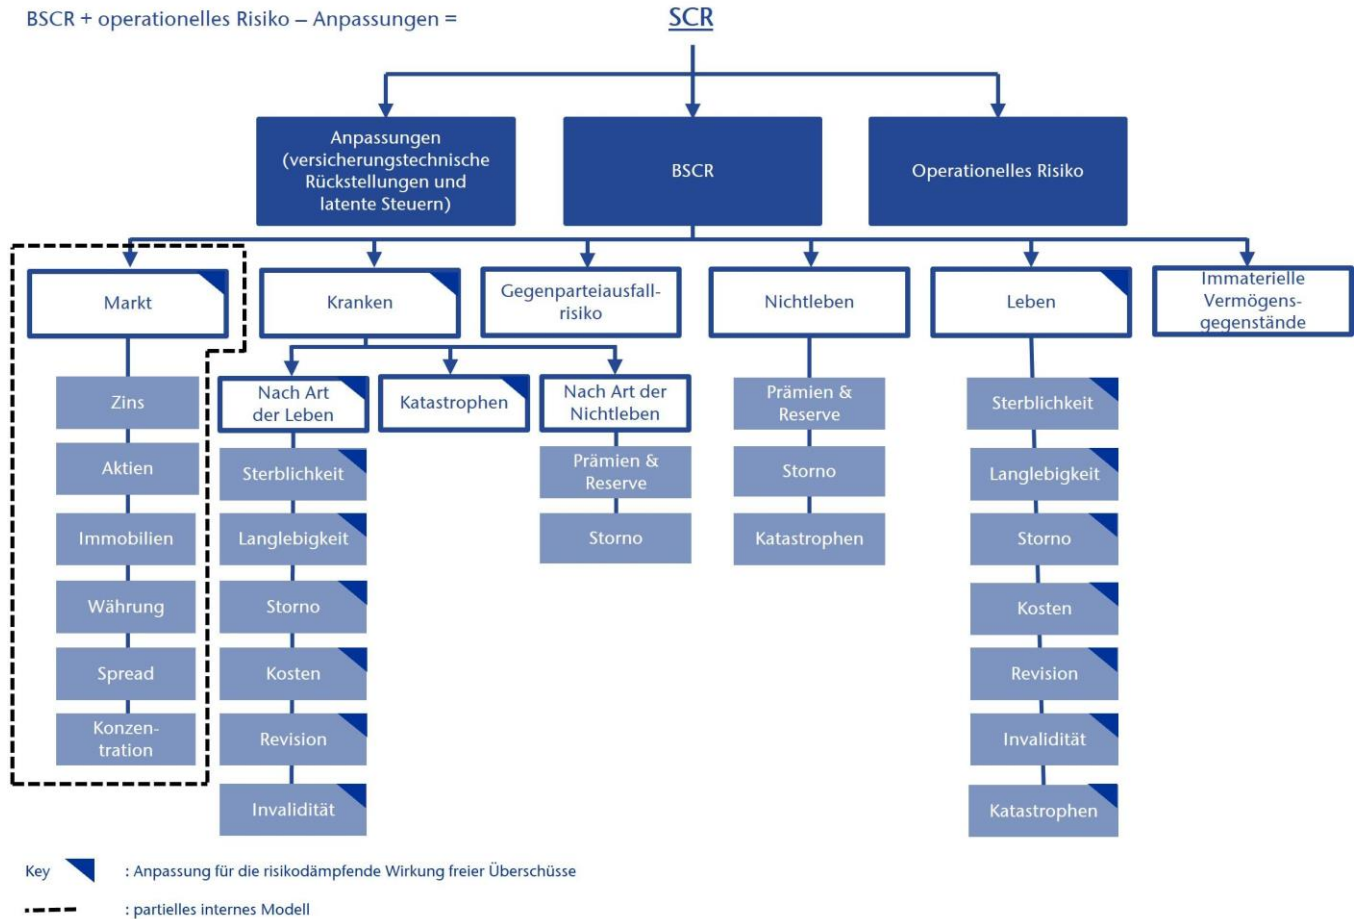 BSCR + operationelles Risiko – Anpassungen =
SCR
Anpassungen
(versicherungstechnische
Rückstellungen und
latente Steuern)
BSCR
Operationelles Risiko
Markt
Kranken
Gegenparteiausfall-
risiko
Nichtleben
Leben
Immaterielle
Vermögens-
gegenstände
Zins
Aktien
Immobilien
Währung
Spread
Konzen-
tration
Nach Art
der Leben
Sterblichkeit
Langlebigkeit
Storno
Kosten
Revision
Invalidität
Katastrophen
Nach Art der
Nichtleben
Prämien &
Reserve
Storno
Prämien &
Reserve
Storno
Katastrophen
Sterblichkeit
Langlebigkeit
Storno
Kosten
Revision
Invalidität
Katastrophen
Key : Anpassung für die risikodämpfende Wirkung freier Überschüsse
: partielles internes Modell